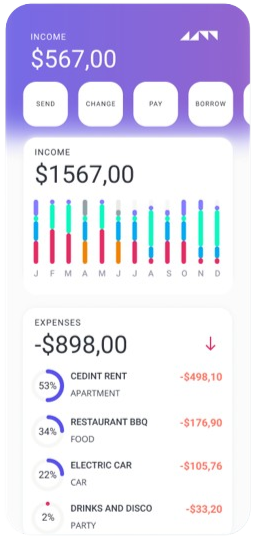 INCOME
$567,00
SEND CHANGE PAY BORROW
INCOME
$1567,00
J F M A M J J A S O N D
EXPENSES
-$898,00
53% CEDINT RENT -$498,10
APARTMENT
34% RESTAURANT BBQ -$176,90
FOOD
22% ELECTRIC CAR -$105,76
CAR
2% DRINKS AND DISCO -$33,20
PARTY